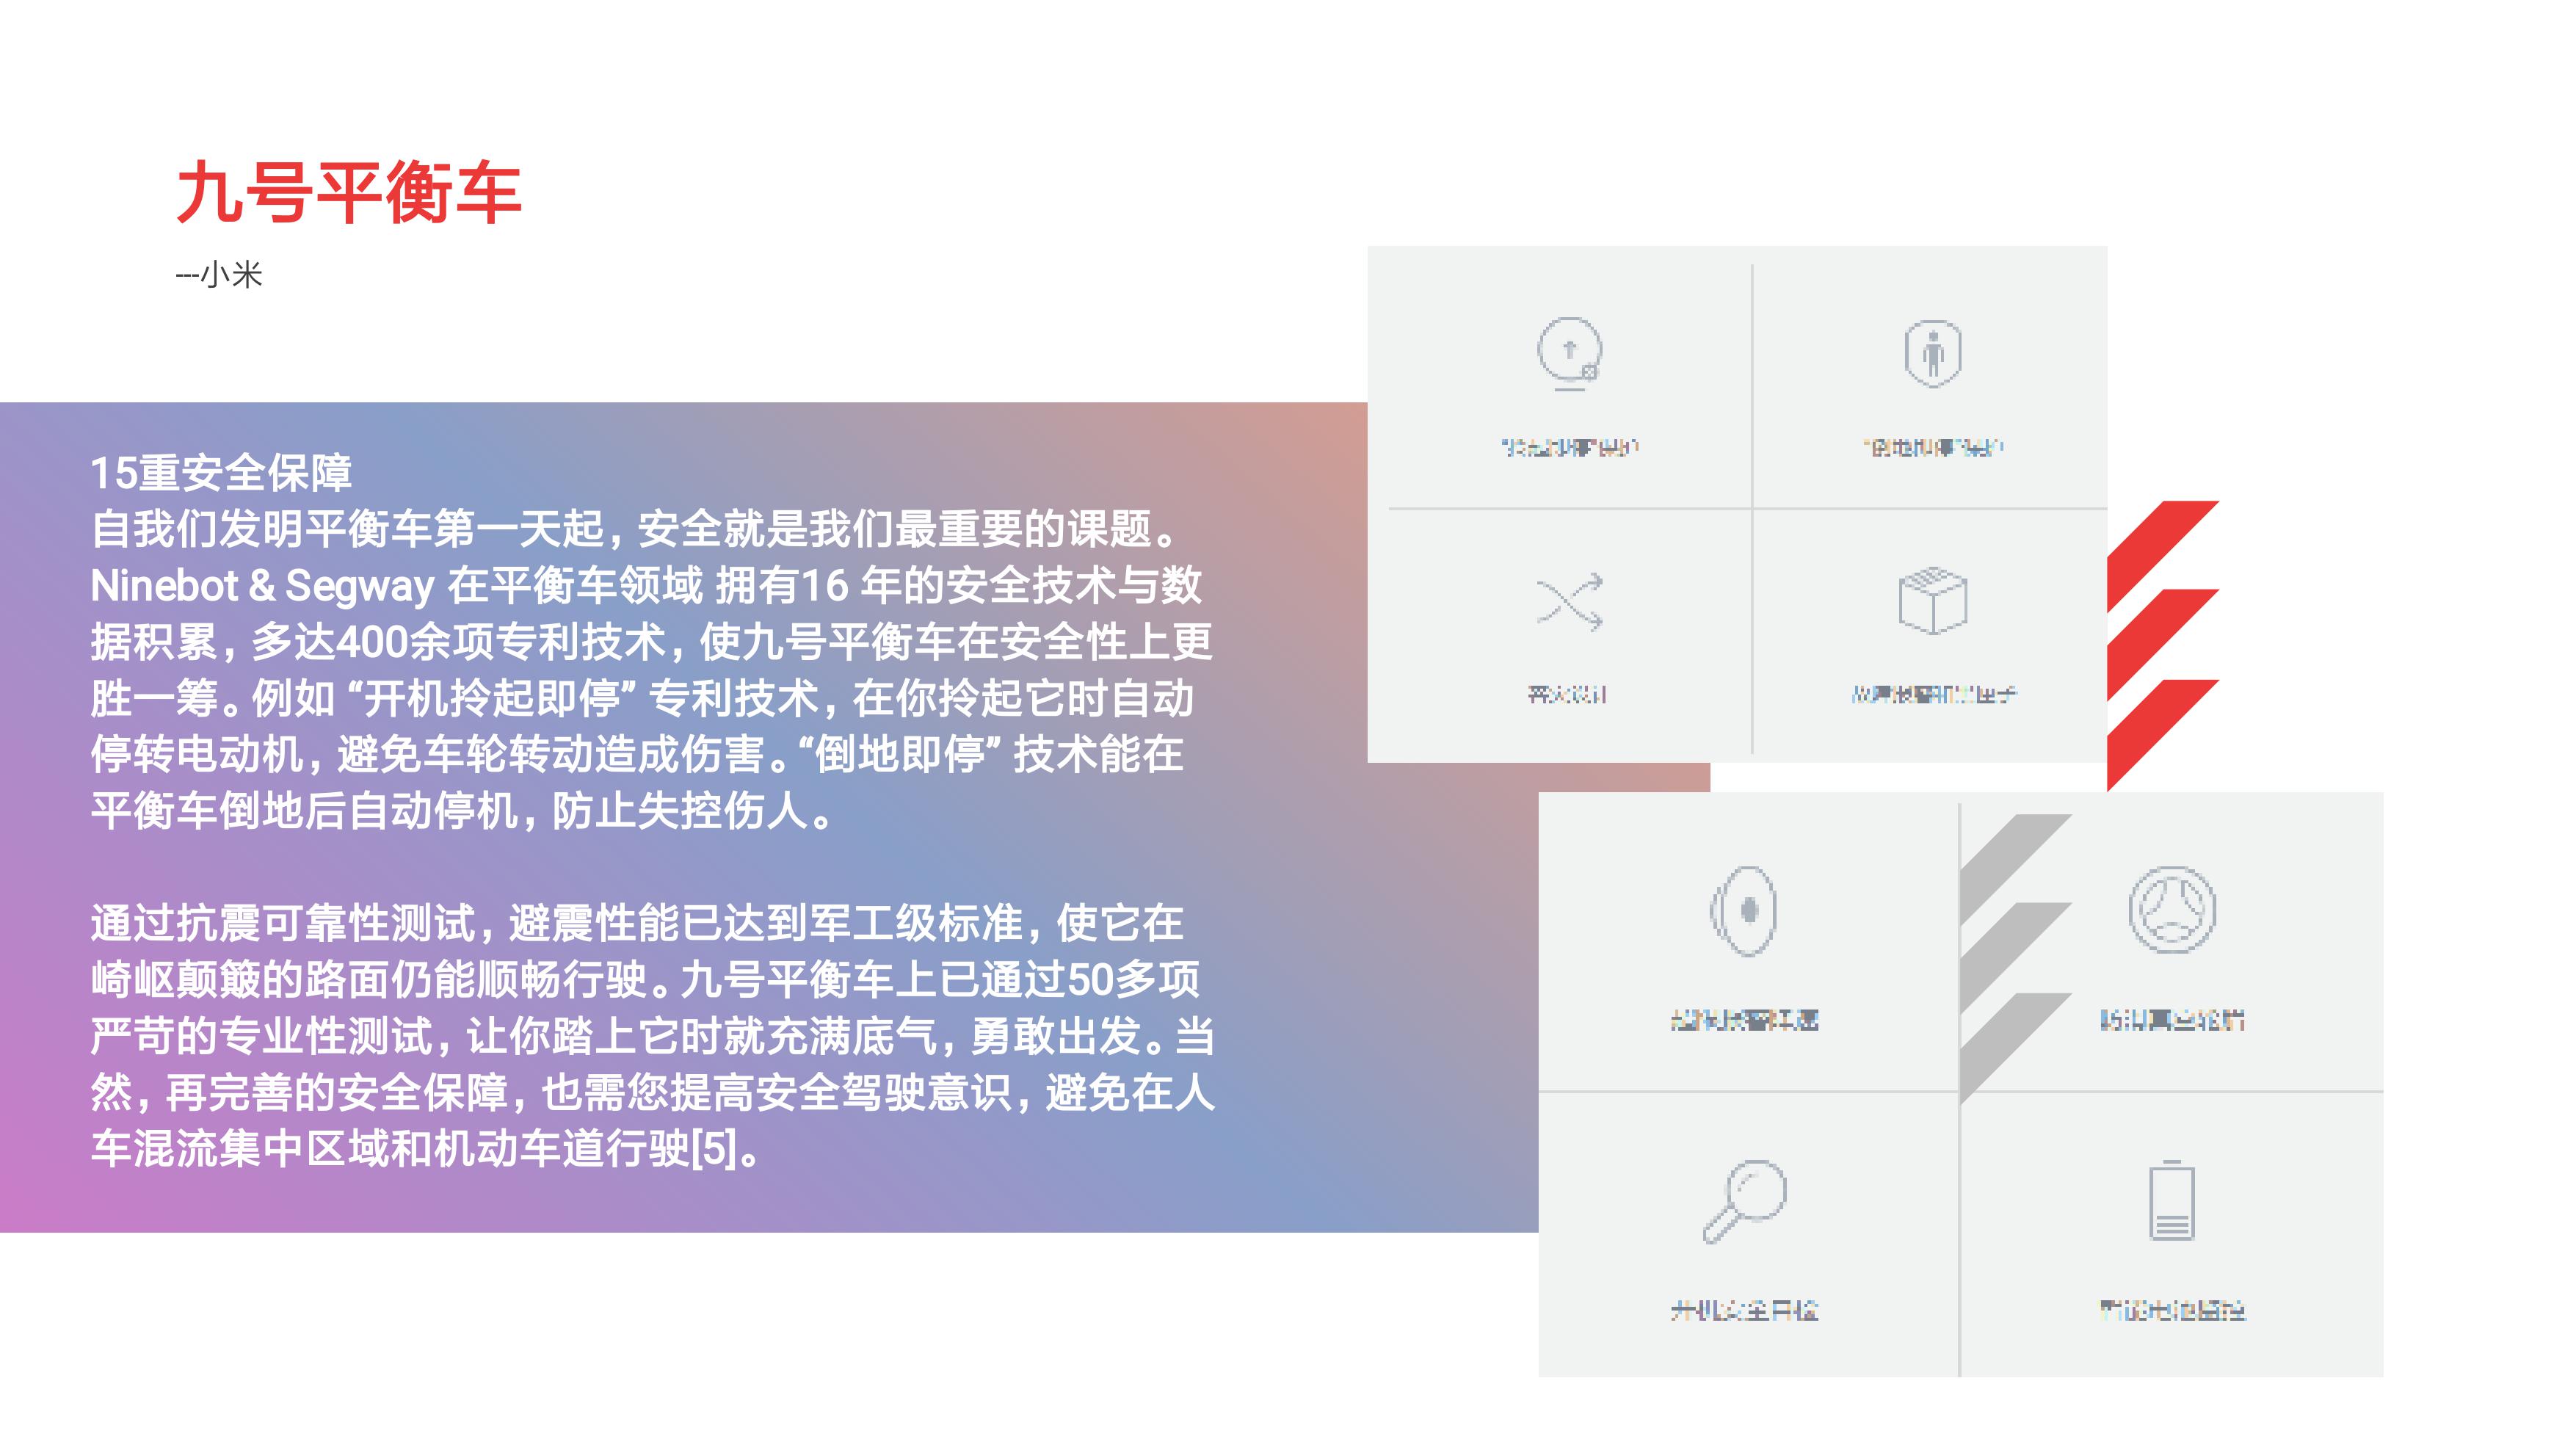 九号平衡车
---小米
15重安全保障
自我们发明平衡车第一天起，安全就是我们最重要的课题。
Ninebot & Segway 在平衡车领域 拥有16 年的安全技术与数
据积累，多达400余项专利技术，使九号平衡车在安全性上更
胜一筹。例如 “开机拎起即停” 专利技术，在你拎起它时自动
停转电动机，避免车轮转动造成伤害。“倒地即停” 技术能在
平衡车倒地后自动停机，防止失控伤人。
通过抗震可靠性测试，避震性能已达到军工级标准，使它在
崎岖颠簸的路面仍能顺畅行驶。九号平衡车上已通过50多项
严苛的专业性测试，让你踏上它时就充满底气，勇敢出发。当
然，再完善的安全保障，也需您提高安全驾驶意识，避免在人
车混流集中区域和机动车道行驶[5]。
开机安全自检